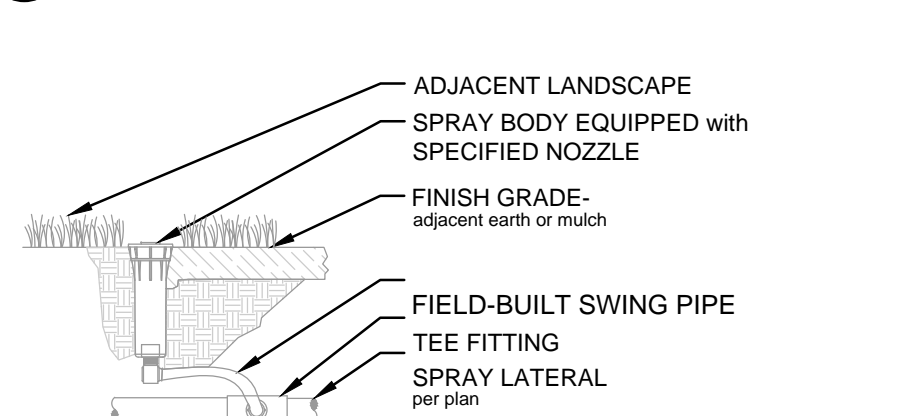 ADJACENT LANDSCAPE
SPRAY BODY EQUIPPED with
SPECIFIED NOZZLE
FINISH GRADE-
adjacent earth or mulch
FIELD-BUILT SWING PIPE
TEE FITTING
SPRAY LATERAL
per plan